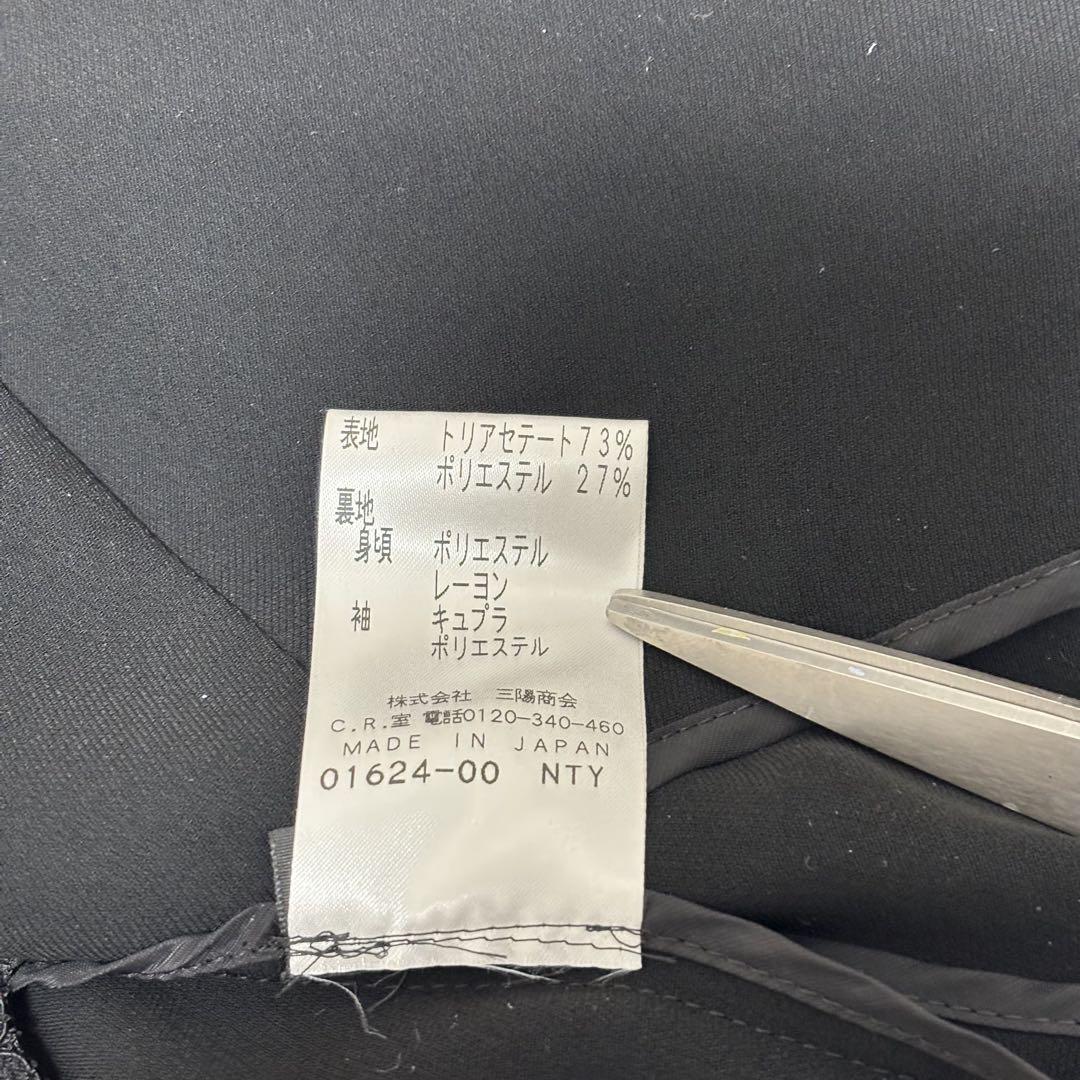 表地 トリアセテート73%
ポリエステル 27%
裏地
身頃 ポリエステル
レーヨン
袖 キュプラ
ポリエステル
株式会社 三陽商会
C.R.室 電話0120-340-460
MADE IN JAPAN
01624-00 NTY